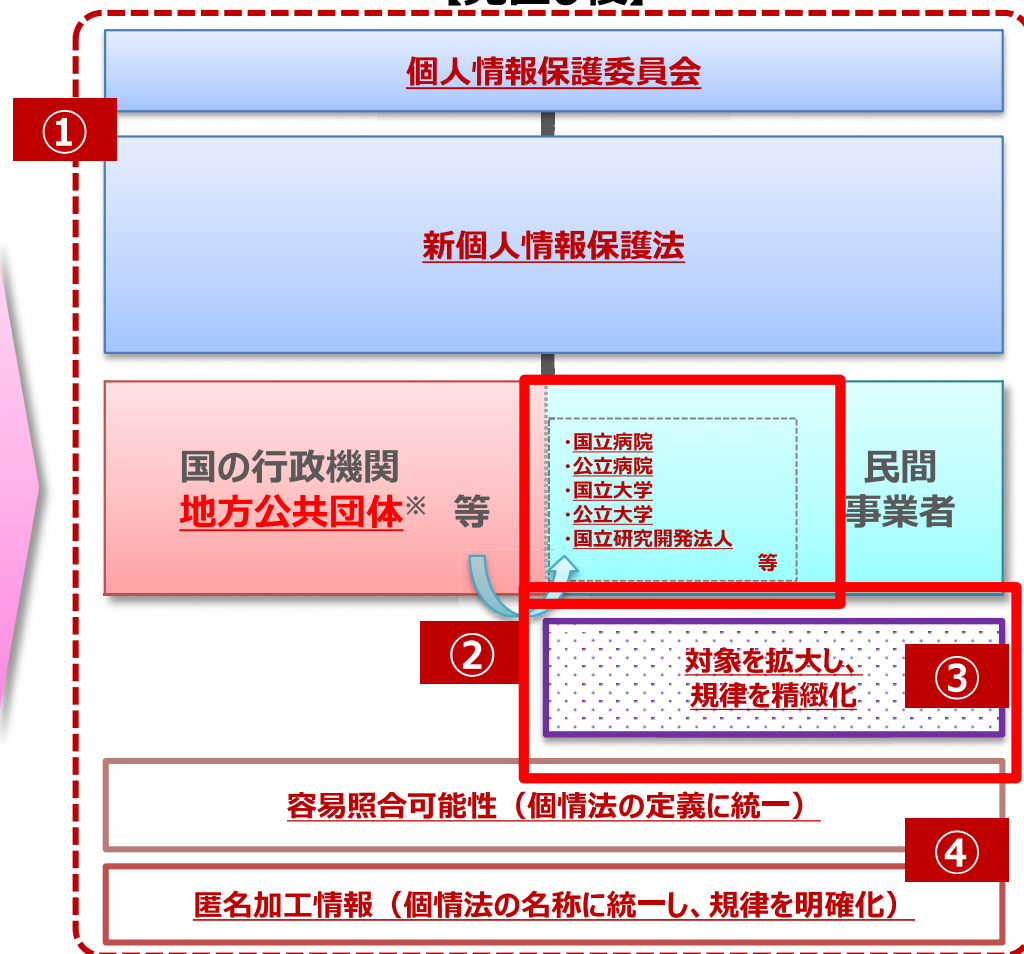 個人情報保護委員会
①
新個人情報保護法
国の行政機関
地方公共団体※ 等
・国立病院
・公立病院
・国立大学
・公立大学
・国立研究開発法人
等
民間
事業者
②
対象を拡大し、
規律を精緻化
③
容易照合可能性（個情法の定義に統一）
④
匿名加工情報（個情法の名称に統一し、規律を明確化）